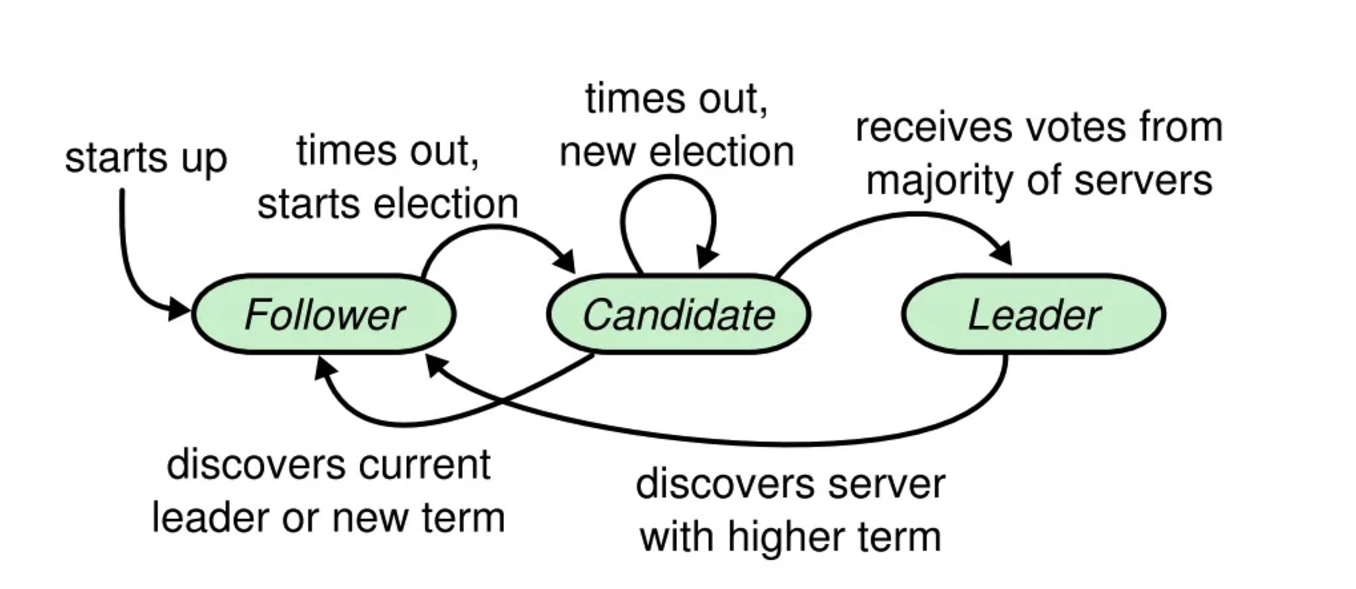 starts up
times out,
starts election
times out,
new election
receives votes from
majority of servers
Follower
Candidate
Leader
discovers current
leader or new term
discovers server
with higher term